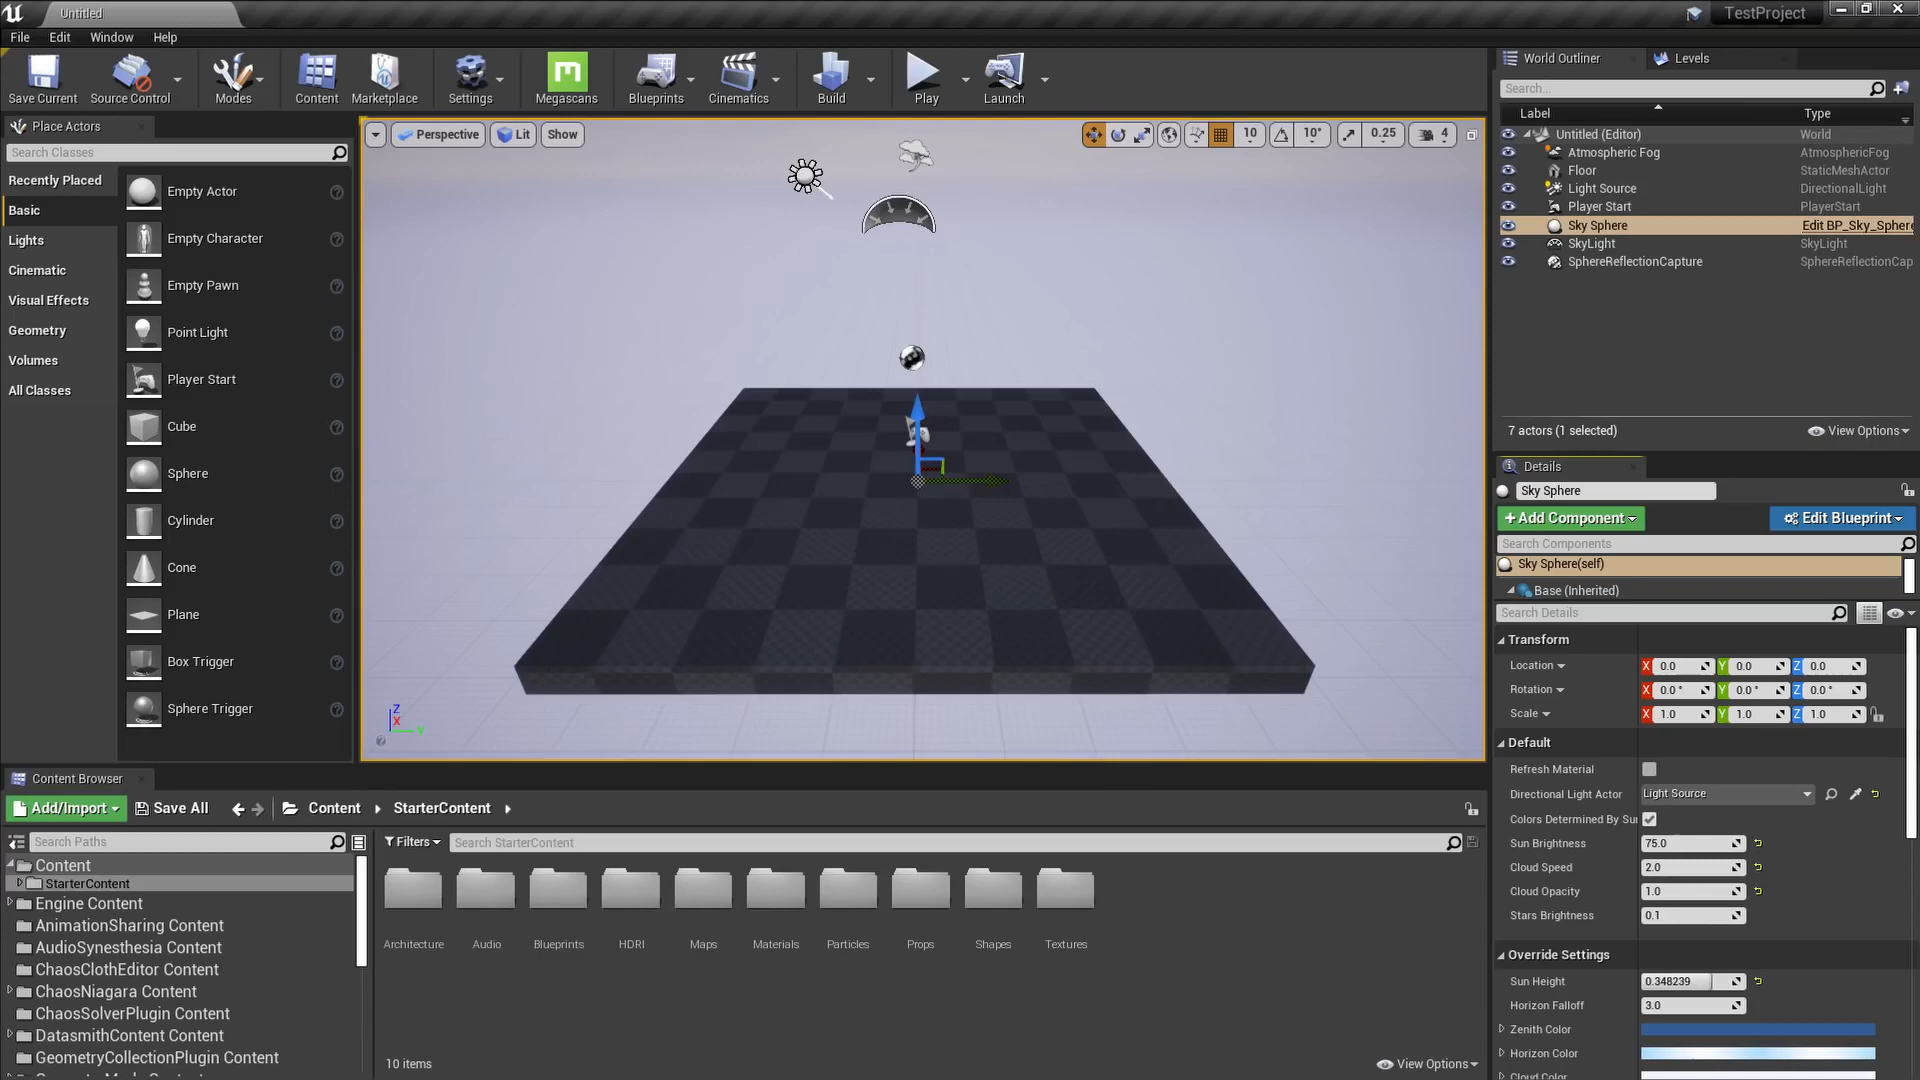 Untitled
TestProject
File Edit Window Help
Save Current
Source Control
Modes
Content
Marketplace
Settings
Megascans
Blueprints
Cinematics
Build
Play
Launch
Place Actors
Search Classes
Recently Placed
Basic
Lights
Cinematic
Visual Effects
Geometry
Volumes
All Classes
Empty Actor
Empty Character
Empty Pawn
Point Light
Player Start
Cube
Sphere
Cylinder
Cone
Plane
Box Trigger
Sphere Trigger
Perspective Lit Show
10 10° 0.25 4
Z
X
Y
World Outliner Levels
Search...
Label Type
Untitled (Editor) World
Atmospheric Fog AtmosphericFog
Floor StaticMeshActor
Light Source DirectionalLight
Player Start PlayerStart
Sky Sphere Edit BP_Sky_Sphere
SkyLight SkyLight
SphereReflectionCapture SphereReflectionCap
7 actors (1 selected) View Options
Details
Sky Sphere
+Add Component Edit Blueprint
Search Components
Sky Sphere(self)
Base (Inherited)
Search Details
Transform
Location X 0.0 Y 0.0 Z 0.0
Rotation X 0.0 ° Y 0.0 ° Z 0.0 °
Scale X 1.0 Y 1.0 Z 1.0
Default
Refresh Material
Directional Light Actor Light Source
Colors Determined By Sun
Sun Brightness 75.0
Cloud Speed 2.0
Cloud Opacity 1.0
Stars Brightness 0.1
Override Settings
Sun Height 0.348239
Horizon Falloff 3.0
Zenith Color
Horizon Color
Cloud Color
Content Browser
Add/Import Save All Content StarterContent
Search Paths
Content
StarterContent
Engine Content
AnimationSharing Content
AudioSynesthesia Content
ChaosClothEditor Content
ChaosNiagara Content
ChaosSolverPlugin Content
DatasmithContent Content
GeometryCollectionPlugin Content
Filters Search StarterContent
Architecture Audio Blueprints HDRI Maps Materials Particles Props Shapes Textures
10 items View Options